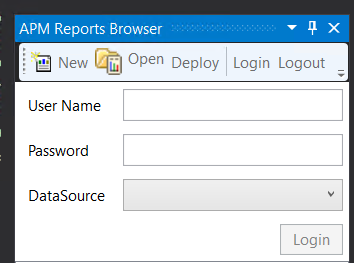 APM Reports Browser
New Open Deploy Login Logout
User Name
Password
DataSource
Login